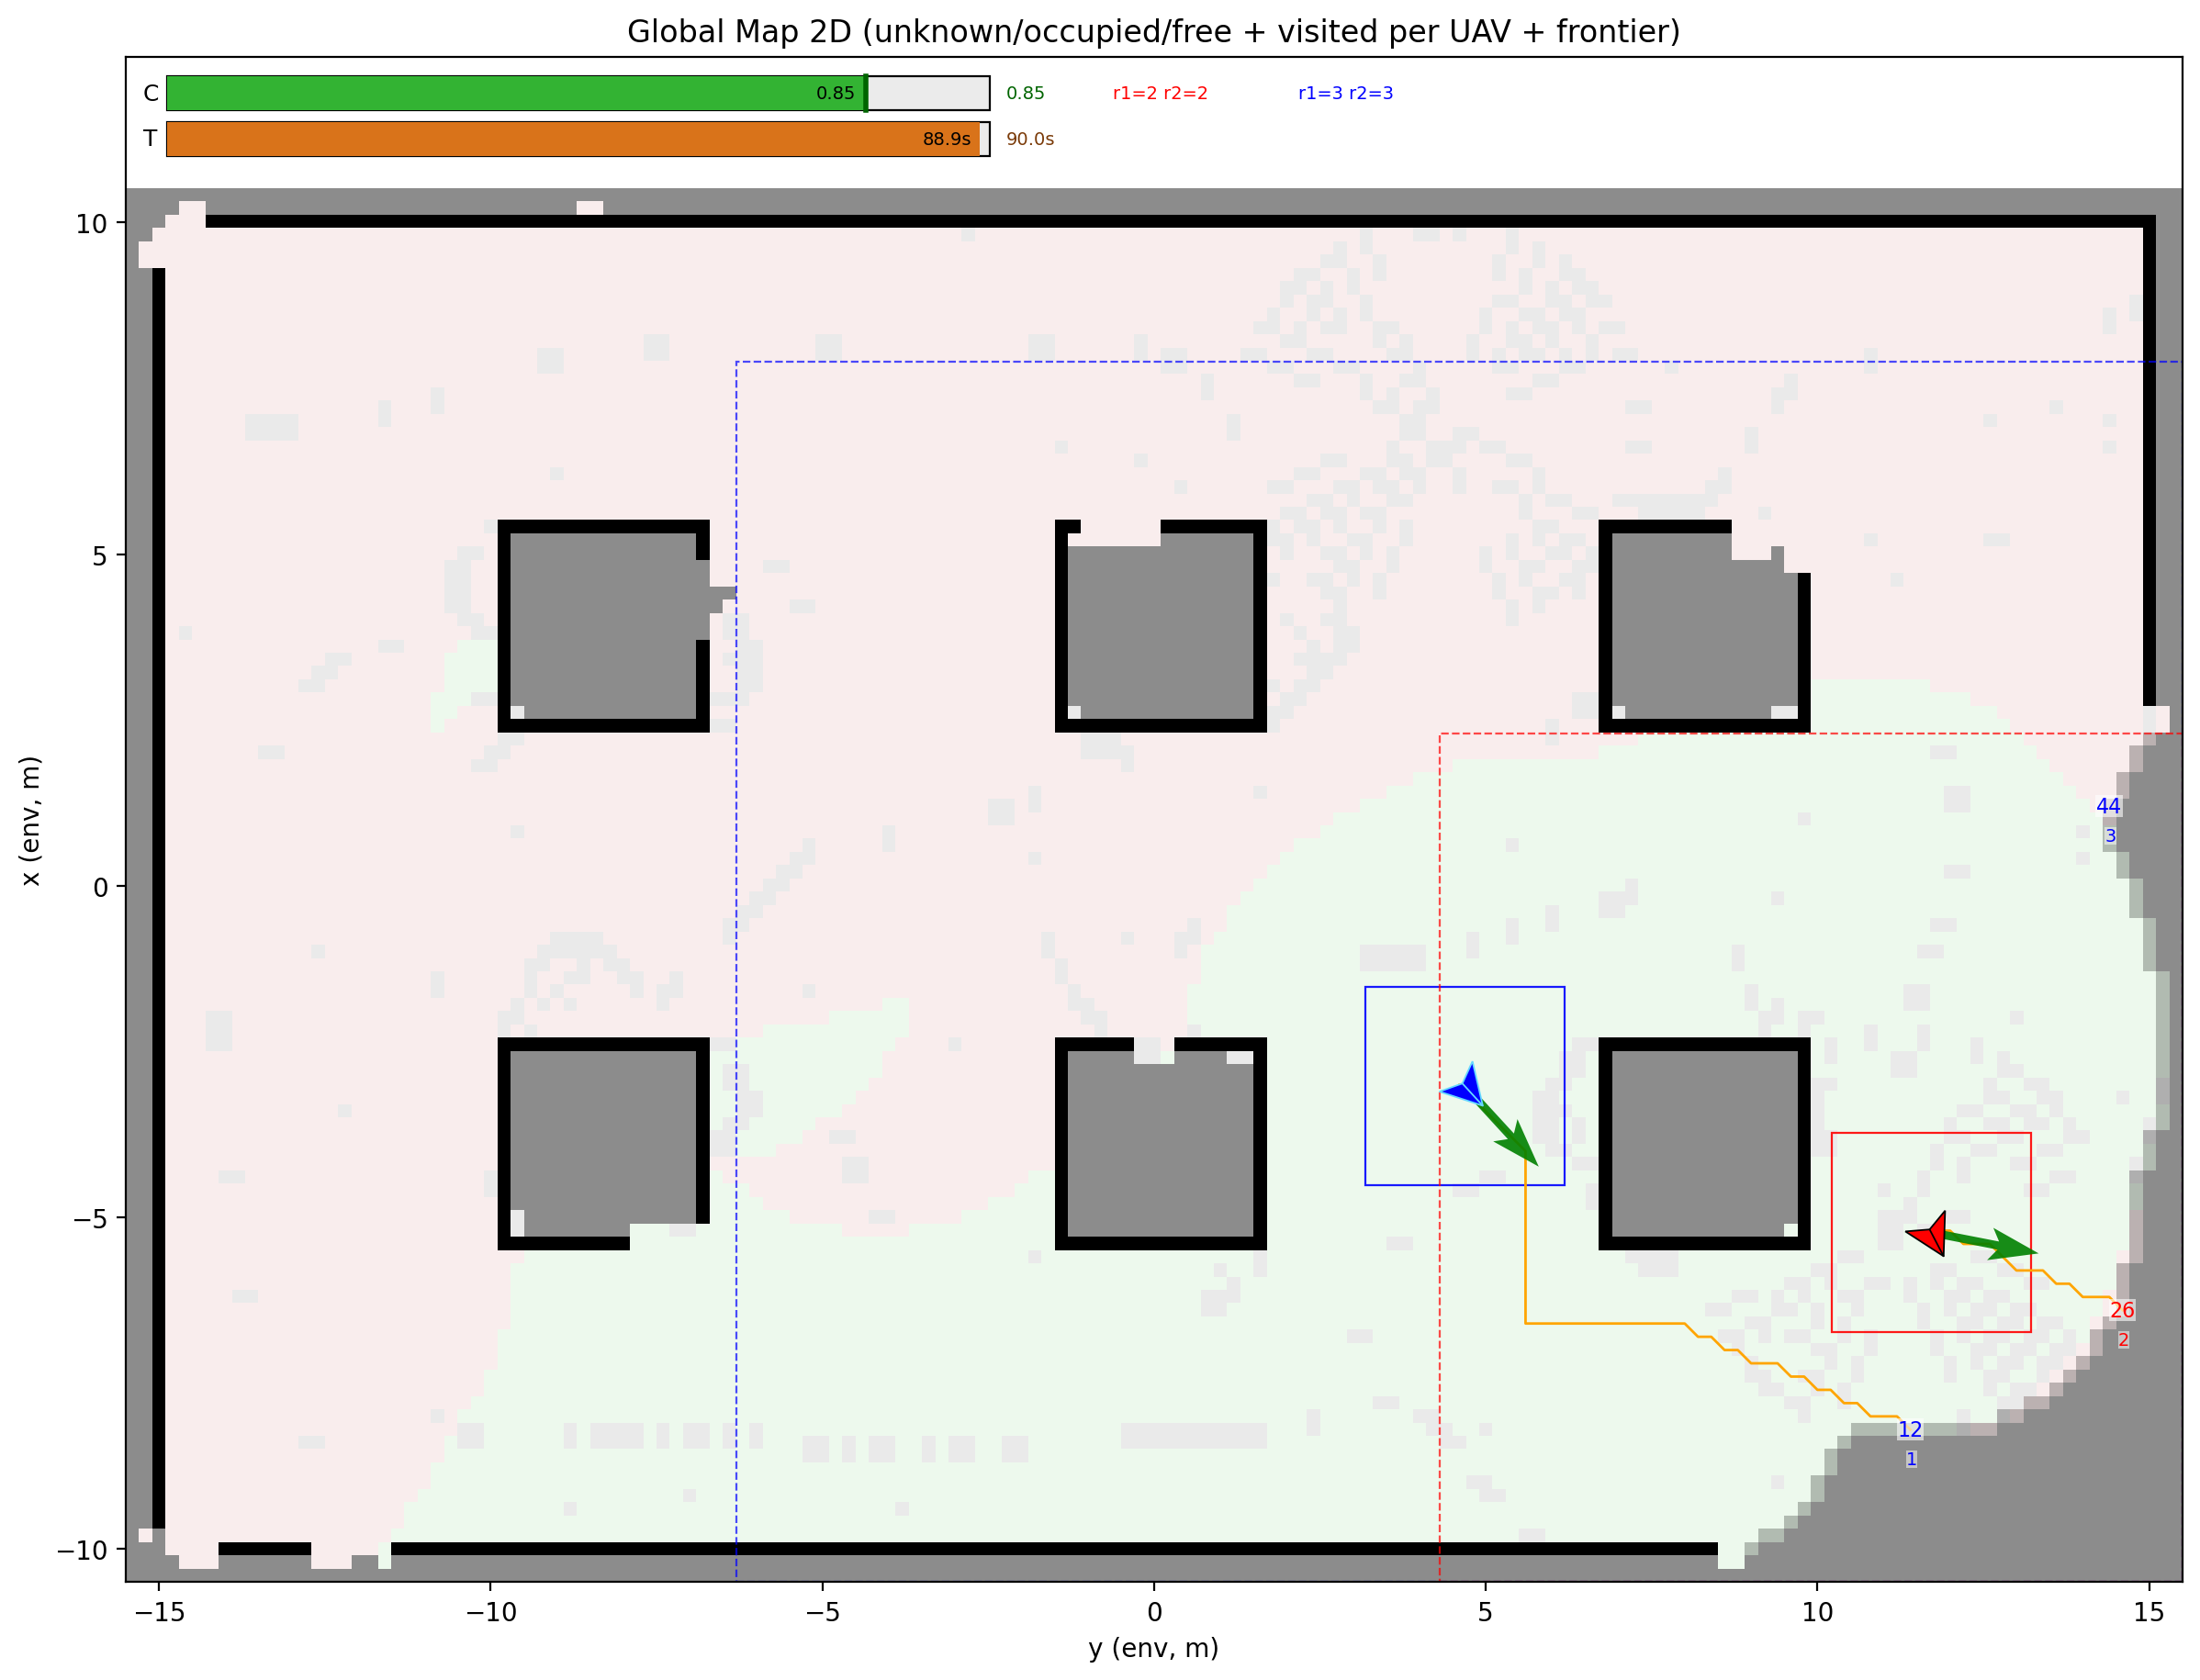 Global Map 2D (unknown/occupied/free + visited per UAV + frontier)
C 0.85 0.85 r1=2 r2=2 r1=3 r2=3
T 88.9s 90.0s
10
5
0
−5
−10
x (env, m)
44
3
26
2
12
1
−15 −10 −5 0 5 10 15
y (env, m)